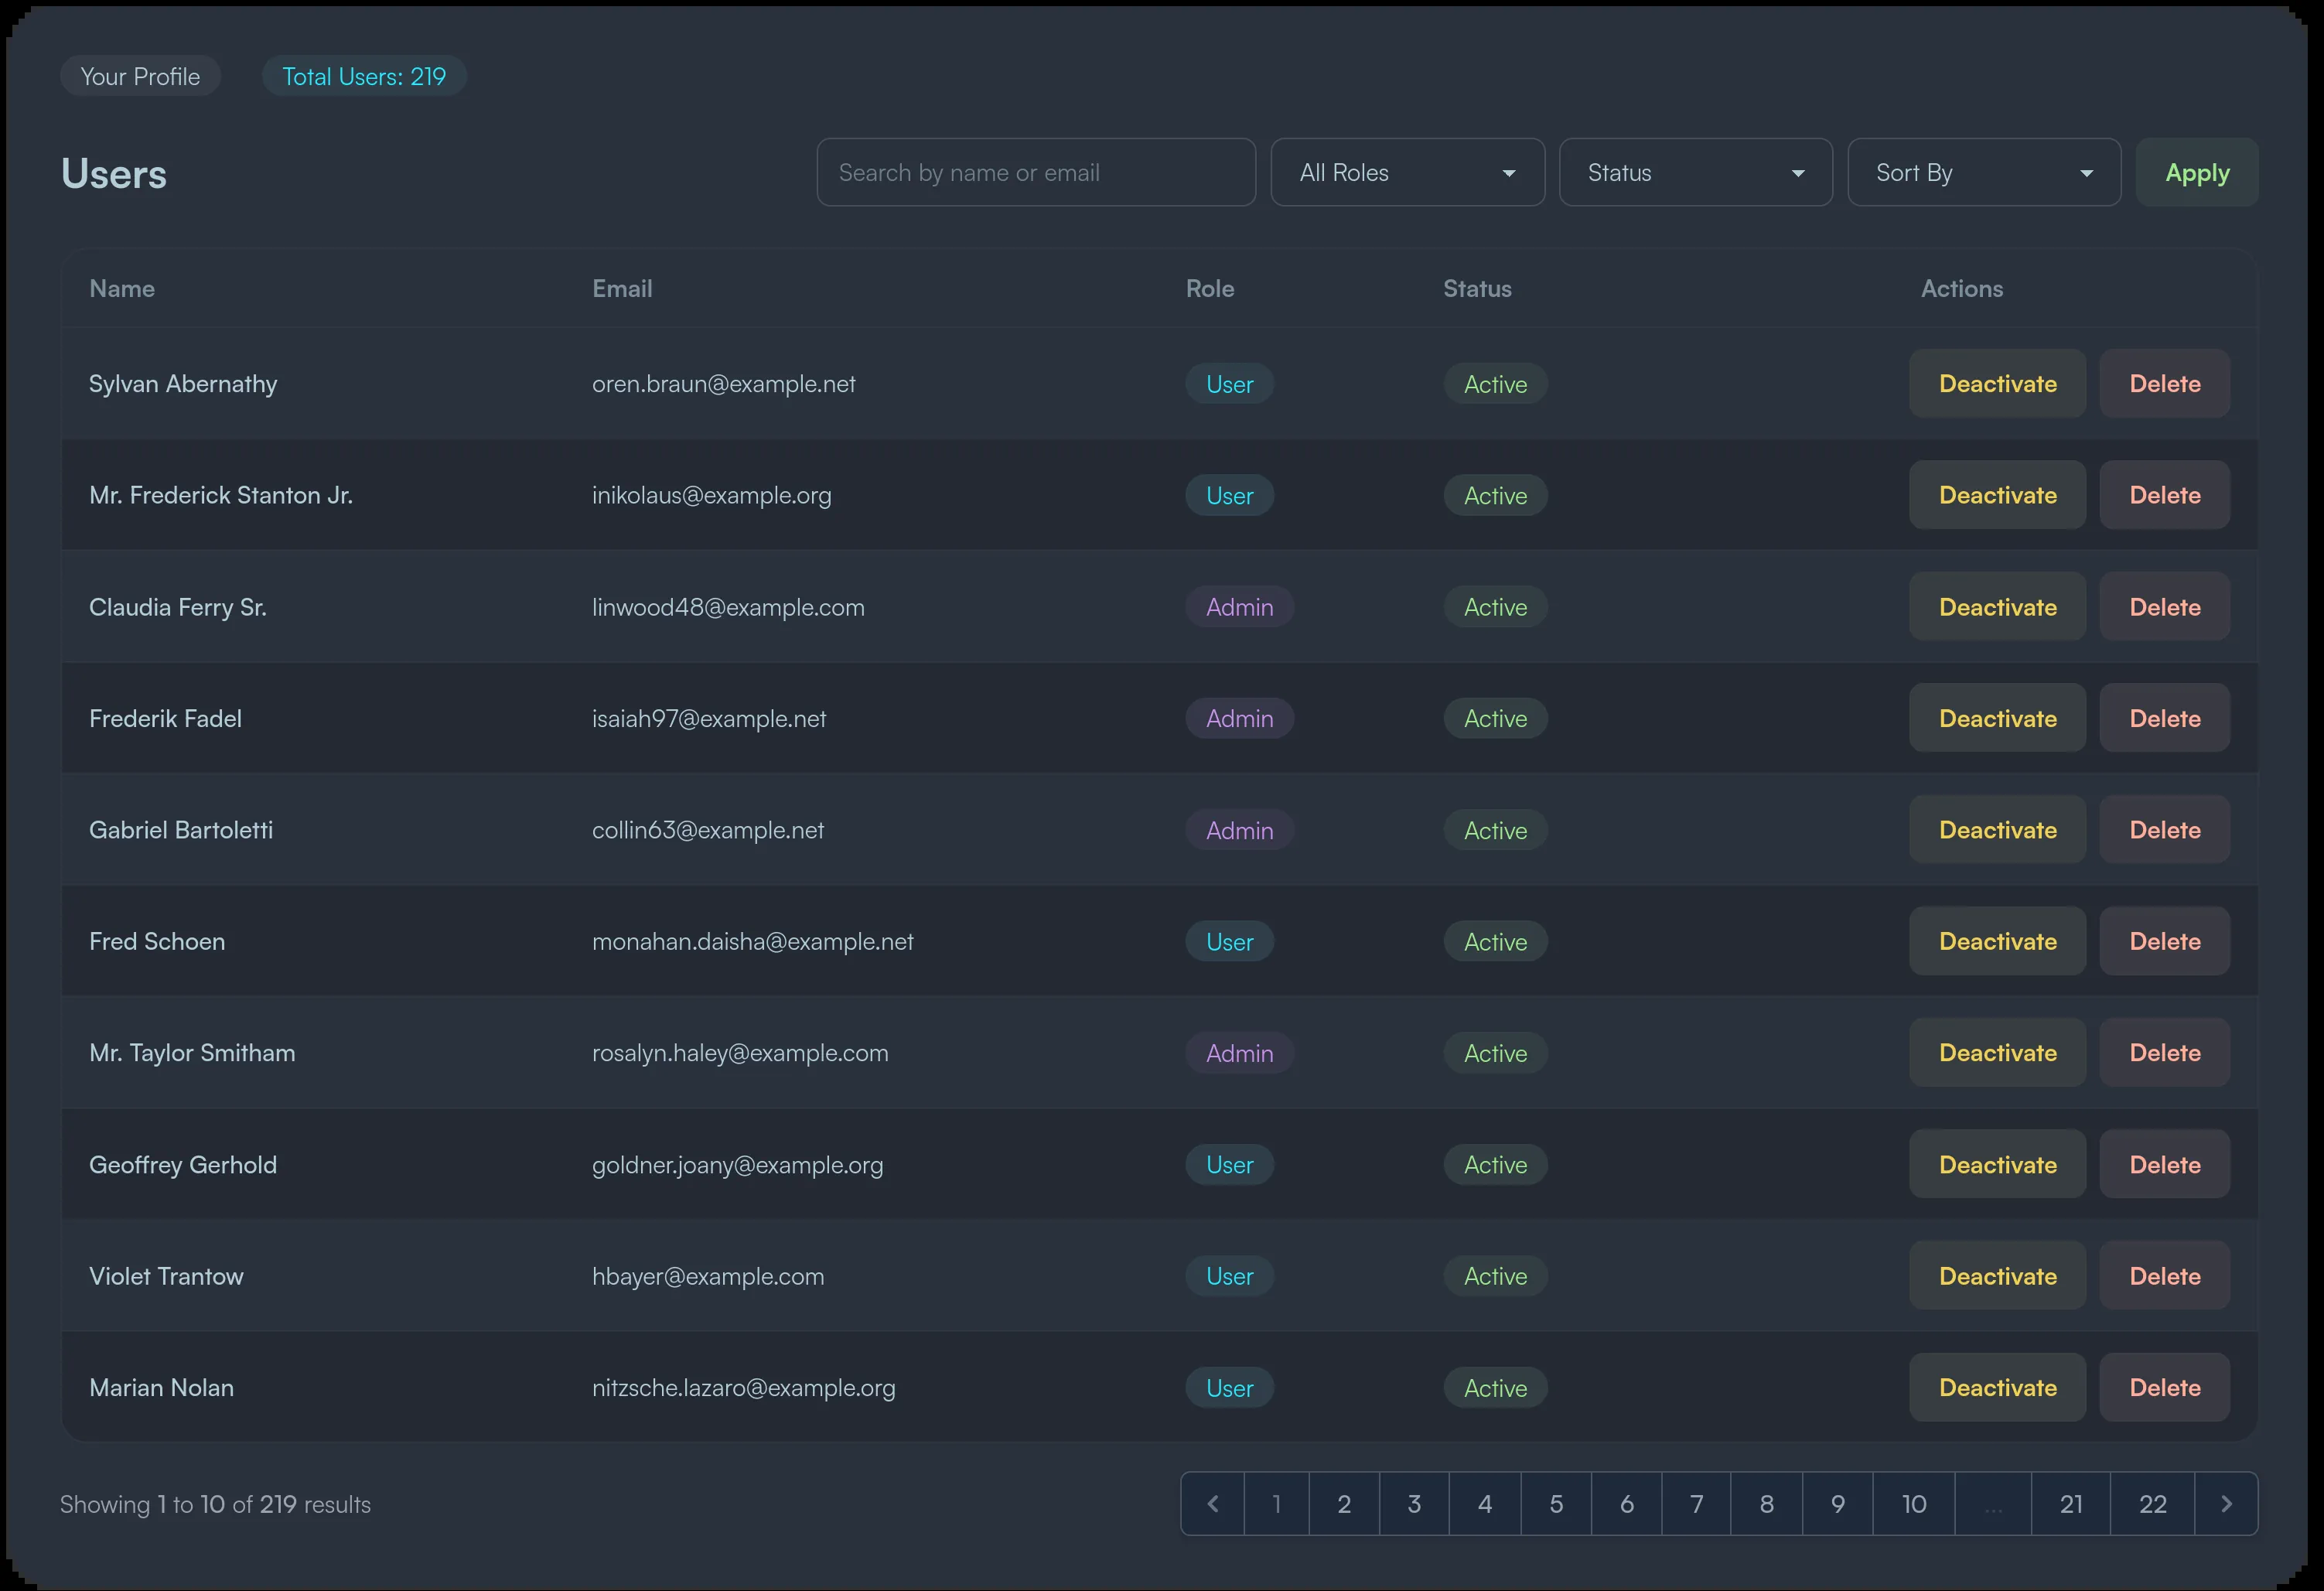 Your Profile Total Users: 219
Users Search by name or email All Roles Status Sort By Apply
Name Email Role Status Actions
Sylvan Abernathy oren.braun@example.net User Active Deactivate Delete
Mr. Frederick Stanton Jr. inikolaus@example.org User Active Deactivate Delete
Claudia Ferry Sr. linwood48@example.com Admin Active Deactivate Delete
Frederik Fadel isaiah97@example.net Admin Active Deactivate Delete
Gabriel Bartoletti collin63@example.net Admin Active Deactivate Delete
Fred Schoen monahan.daisha@example.net User Active Deactivate Delete
Mr. Taylor Smitham rosalyn.haley@example.com Admin Active Deactivate Delete
Geoffrey Gerhold goldner.joany@example.org User Active Deactivate Delete
Violet Trantow hbayer@example.com User Active Deactivate Delete
Marian Nolan nitzsche.lazaro@example.org User Active Deactivate Delete
Showing 1 to 10 of 219 results 1 2 3 4 5 6 7 8 9 10 ... 21 22